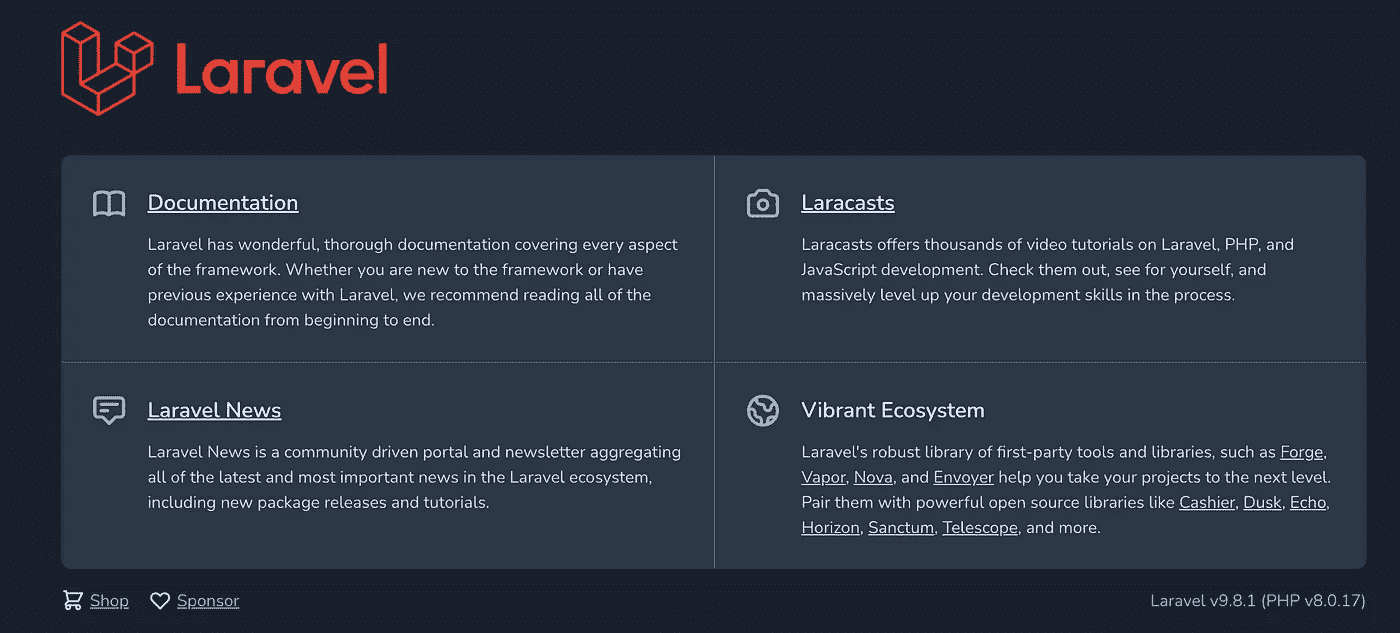 Laravel
Documentation
Laravel has wonderful, thorough documentation covering every aspect
of the framework. Whether you are new to the framework or have
previous experience with Laravel, we recommend reading all of the
documentation from beginning to end.
Laracasts
Laracasts offers thousands of video tutorials on Laravel, PHP, and
JavaScript development. Check them out, see for yourself, and
massively level up your development skills in the process.
Laravel News
Laravel News is a community driven portal and newsletter aggregating
all of the latest and most important news in the Laravel ecosystem,
including new package releases and tutorials.
Vibrant Ecosystem
Laravel's robust library of first-party tools and libraries, such as Forge,
Vapor, Nova, and Envoyer help you take your projects to the next level.
Pair them with powerful open source libraries like Cashier, Dusk, Echo,
Horizon, Sanctum, Telescope, and more.
Shop
Sponsor
Laravel v9.8.1 (PHP v8.0.17)